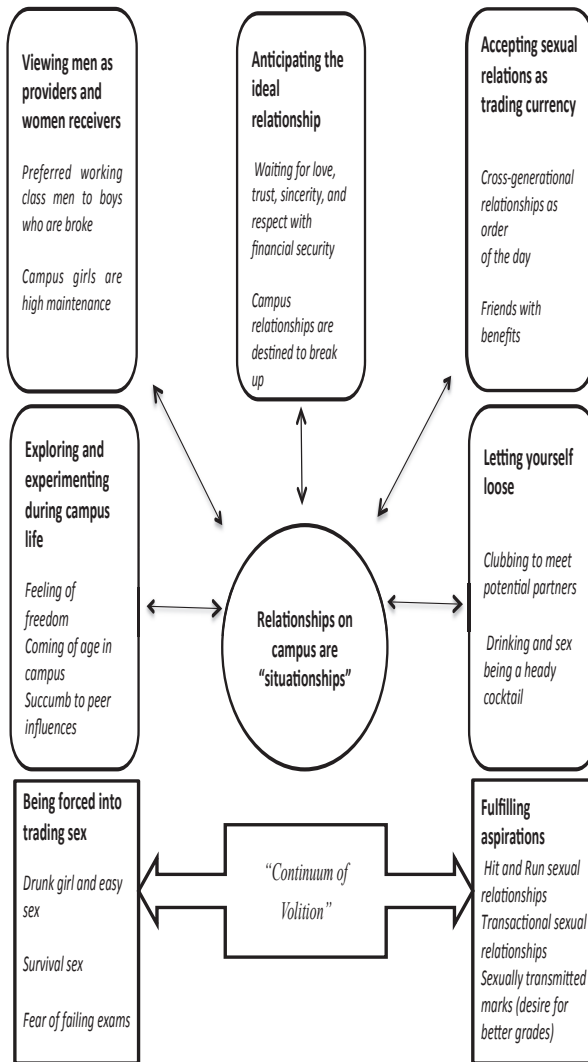 Viewing men as
providers and
women receivers
Preferred working
class men to boys
who are broke
Campus girls are
high maintenance
Anticipating the
ideal
relationship
Waiting for love,
trust, sincerity, and
respect with
financial security
Campus
relationships are
destined to break
up
Accepting sexual
relations as
trading currency
Cross-generational
relationships as
order
of the day
Friends with
benefits
Exploring and
experimenting
during campus
life
Feeling of
freedom
Coming of age in
campus
Succumb to peer
influences
Relationships on
campus are
“situationships”
Letting yourself
loose
Clubbing to meet
potential partners
Drinking and sex
being a heady
cocktail
Being forced into
trading sex
Drunk girl and easy
sex
Survival sex
Fear of failing exams
“Continuum of
Volition”
Fulfilling
aspirations
Hit and Run sexual
relationships
Transactional sexual
relationships
Sexually transmitted
marks (desire for
better grades)